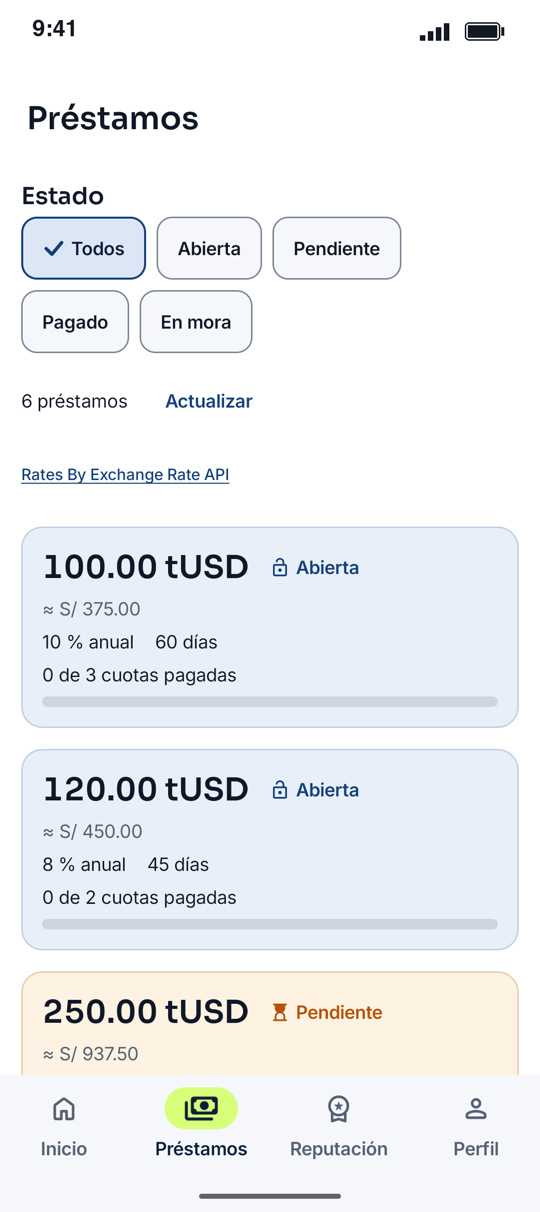 9:41
Préstamos
Estado
Todos Abierta Pendiente
Pagado En mora
6 préstamos Actualizar
Rates By Exchange Rate API
100.00 tUSD Abierta
≈ S/ 375.00
10 % anual 60 días
0 de 3 cuotas pagadas
120.00 tUSD Abierta
≈ S/ 450.00
8 % anual 45 días
0 de 2 cuotas pagadas
250.00 tUSD Pendiente
≈ S/ 937.50
Inicio Préstamos Reputación Perfil